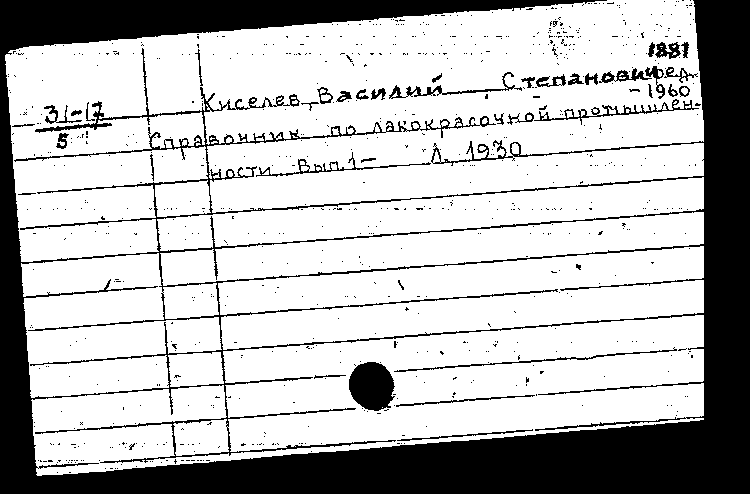 1881
31-17 Киселев, Василий Степанович ред.
5 -1960
Справочник по лакокрасочной промышлен-
ности Вып. 1- Л, 1930